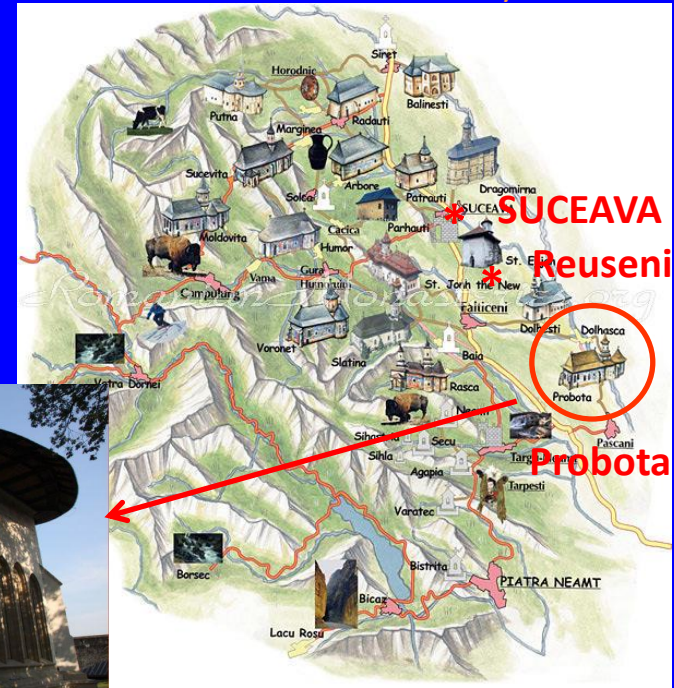 Siret
Horodnic
Balinesti
Putna
Radauti
Marginea
Sucevita
Solca
Arbore
Patrauti
Dragomirna
* SUCEAVA
SUCEAVA
Parhauti
Cacica
Moldovita
Humor
St.
Reuseni
*
St. Jonh the New
Gura
Humorului
Vama
Campulung
Falticeni
Dolhesti
Dolhasca
Voronet
Slatina
Baia
Rasca
Vatra Dornei
Probota
Neamt
Pascani
Sihastria
Secu
Sihla
Targu-Neamt
Probota
Agapia
Tarpesti
Varatec
Borsec
Bistrita
PIATRA NEAMT
Bicaz
Lacu Rosu